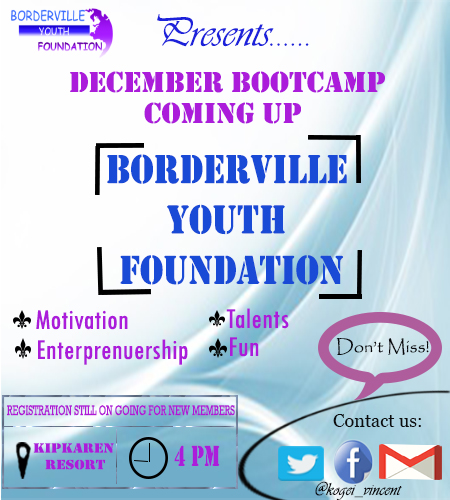 BORDERVILLE
YOUTH
FOUNDATION
Presents......
DECEMBER BOOTCAMP
COMING UP
BORDERVILLE
YOUTH
FOUNDATION
Motivation
Talents
Enterprenuership
Fun
Don't Miss!
REGISTRATION STILL ON GOING FOR NEW MEMBERS
KIPKAREN
RESORT
4 PM
Contact us:
@kogei_vincent